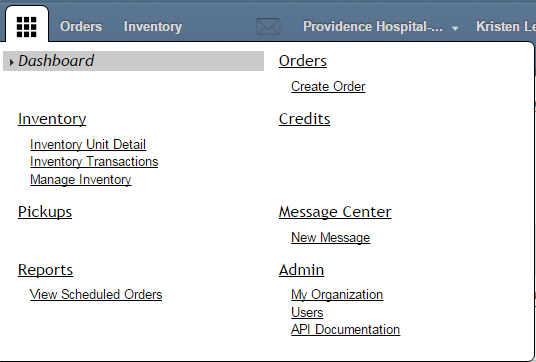 Orders Inventory Providence Hospital-... Kristen Le
Dashboard
Orders
Create Order
Inventory
Credits
Inventory Unit Detail
Inventory Transactions
Manage Inventory
Pickups
Message Center
New Message
Reports
Admin
View Scheduled Orders
My Organization
Users
API Documentation